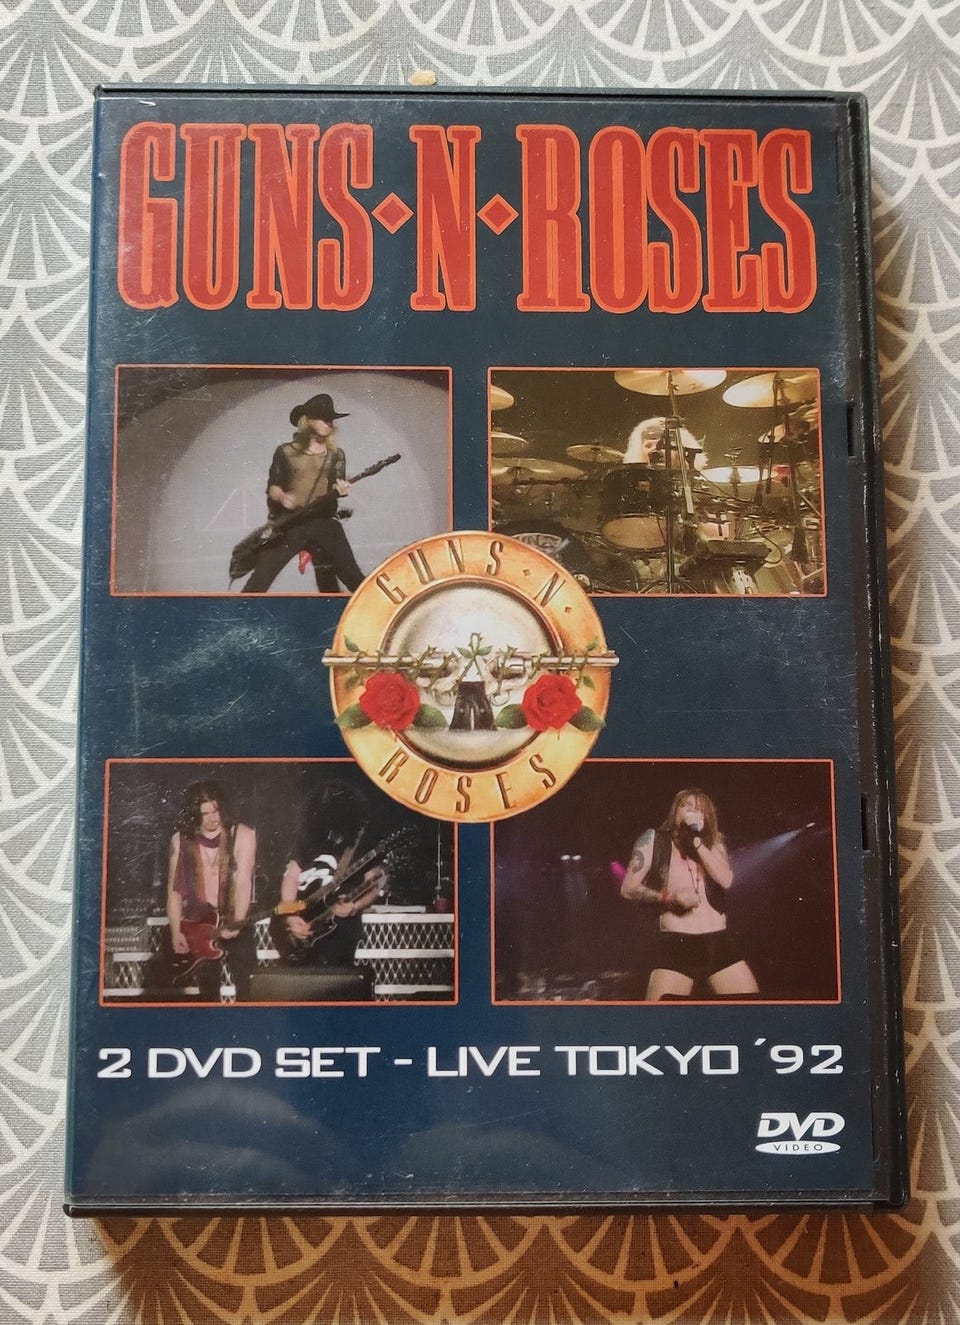 GUNS·N·ROSES
GUNS·N·
ROSES
2 DVD SET - LIVE TOKYO ´92
DVD
VIDEO